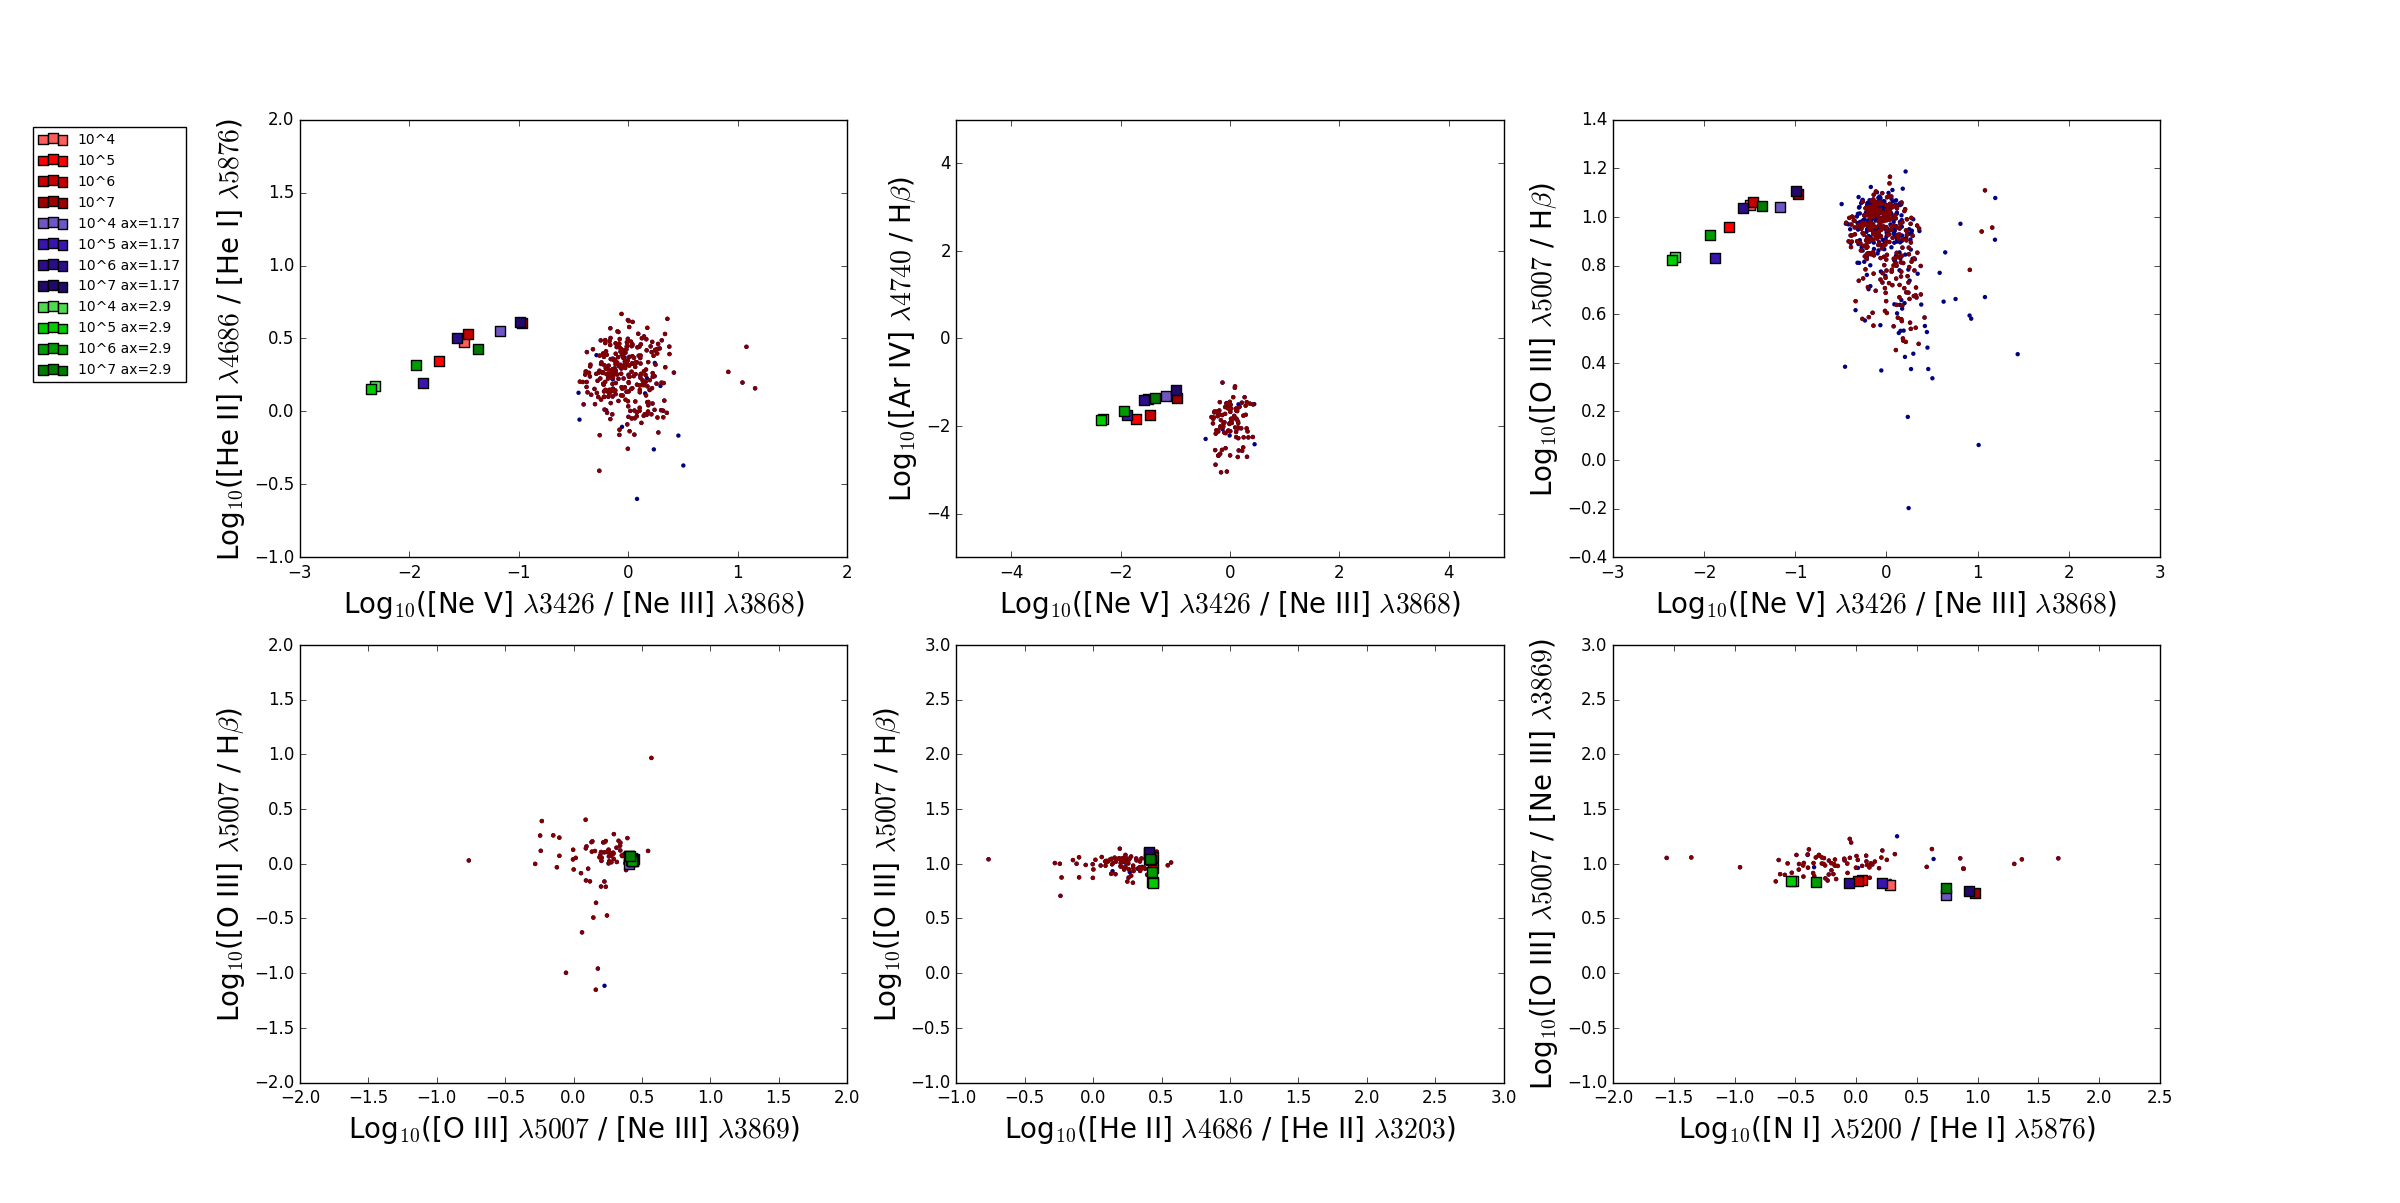 10^4
10^5
10^6
10^7
10^4 ax=1.17
10^5 ax=1.17
10^6 ax=1.17
10^7 ax=1.17
10^4 ax=2.9
10^5 ax=2.9
10^6 ax=2.9
10^7 ax=2.9
Log₁₀([He II] λ4686 / [He I] λ5876)
2.0
1.5
1.0
0.5
0.0
−0.5
−1.0
−3 −2 −1 0 1 2
Log₁₀([Ne V] λ3426 / [Ne III] λ3868)
Log₁₀([Ar IV] λ4740 / Hβ)
4
2
0
−2
−4
−4 −2 0 2 4
Log₁₀([Ne V] λ3426 / [Ne III] λ3868)
Log₁₀([O III] λ5007 / Hβ)
1.4
1.2
1.0
0.8
0.6
0.4
0.2
0.0
−0.2
−0.4
−3 −2 −1 0 1 2 3
Log₁₀([Ne V] λ3426 / [Ne III] λ3868)
Log₁₀([O III] λ5007 / Hβ)
2.0
1.5
1.0
0.5
0.0
−0.5
−1.0
−1.5
−2.0
−2.0 −1.5 −1.0 −0.5 0.0 0.5 1.0 1.5 2.0
Log₁₀([O III] λ5007 / [Ne III] λ3869)
Log₁₀([O III] λ5007 / Hβ)
3.0
2.5
2.0
1.5
1.0
0.5
0.0
−0.5
−1.0
−1.0 −0.5 0.0 0.5 1.0 1.5 2.0 2.5 3.0
Log₁₀([He II] λ4686 / [He II] λ3203)
Log₁₀([O III] λ5007 / [Ne III] λ3869)
3.0
2.5
2.0
1.5
1.0
0.5
0.0
−0.5
−1.0
−2.0 −1.5 −1.0 −0.5 0.0 0.5 1.0 1.5 2.0 2.5
Log₁₀([N I] λ5200 / [He I] λ5876)